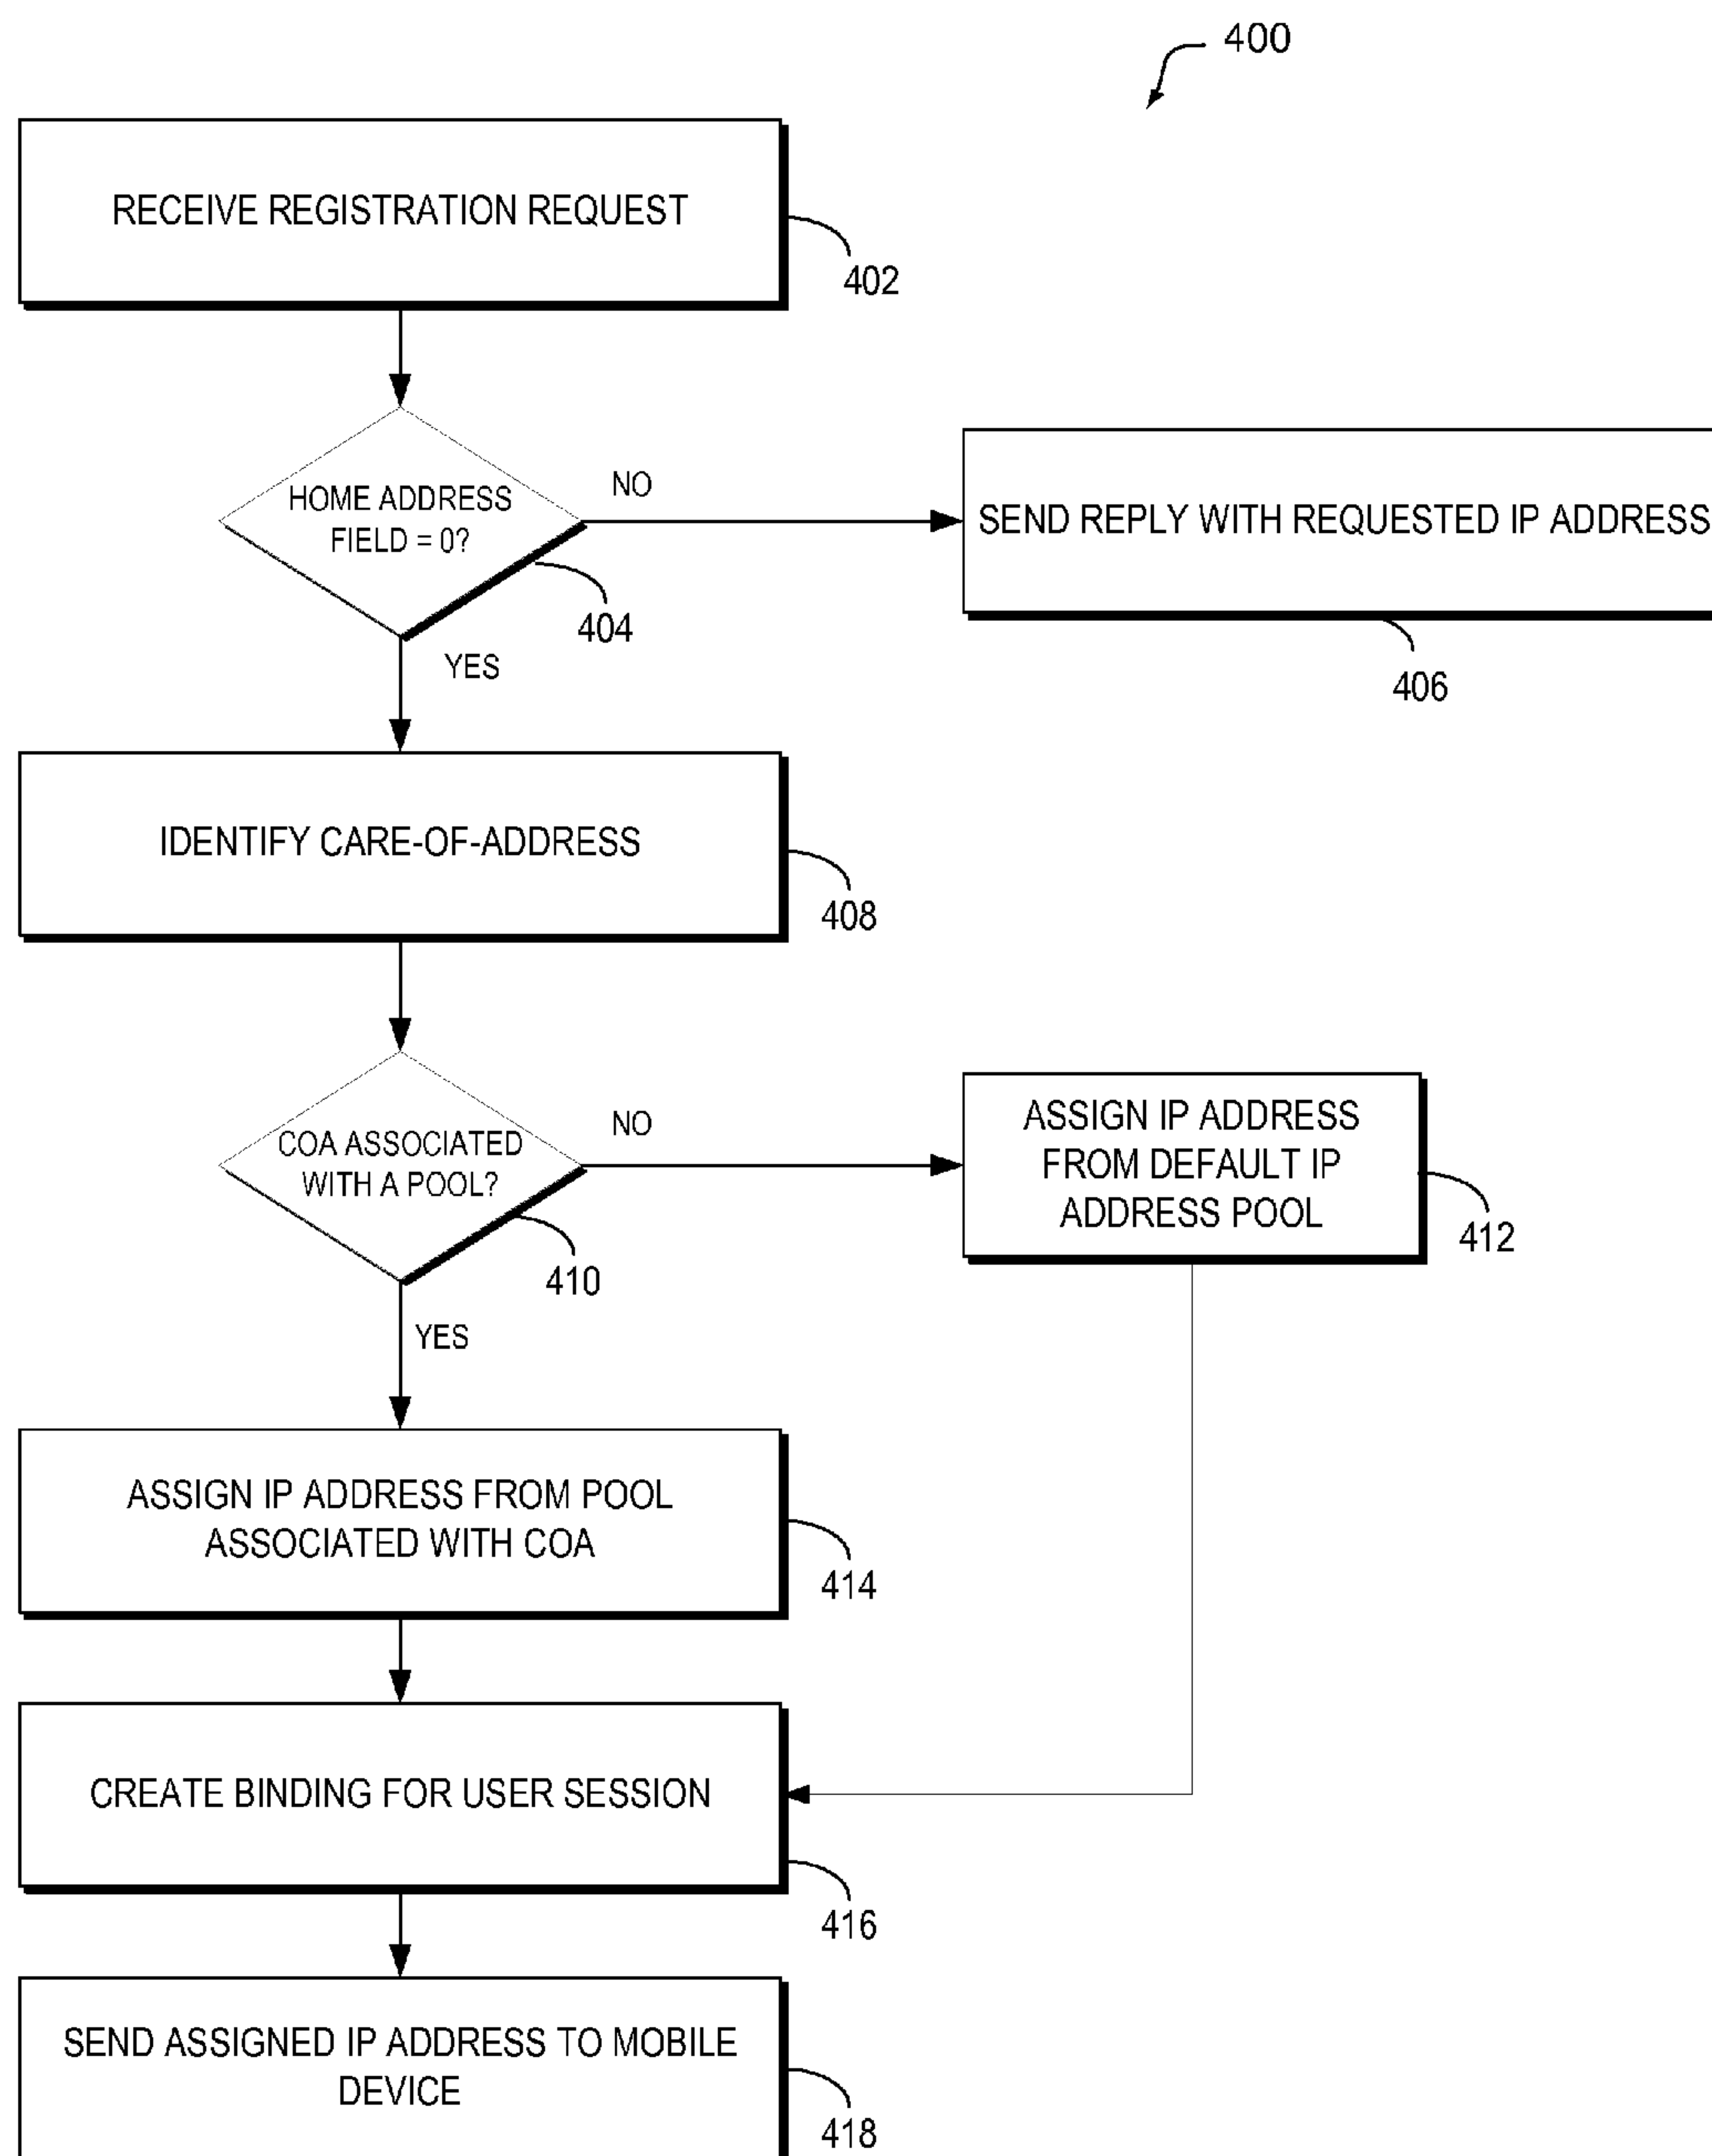 400
RECEIVE REGISTRATION REQUEST
402
HOME ADDRESS
FIELD = 0?
NO
404
YES
SEND REPLY WITH REQUESTED IP ADDRESS
406
IDENTIFY CARE-OF-ADDRESS
408
COA ASSOCIATED
WITH A POOL?
NO
410
YES
ASSIGN IP ADDRESS
FROM DEFAULT IP
ADDRESS POOL
412
ASSIGN IP ADDRESS FROM POOL
ASSOCIATED WITH COA
414
CREATE BINDING FOR USER SESSION
416
SEND ASSIGNED IP ADDRESS TO MOBILE
DEVICE
418